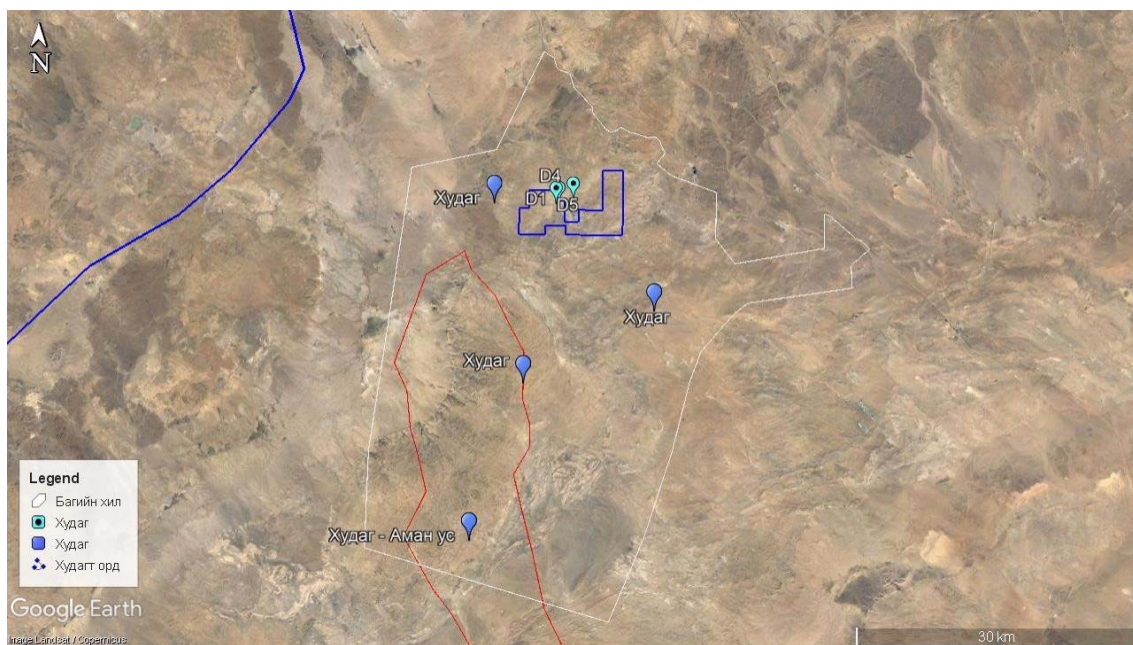 N
Худаг
D4
D1
D5
Худаг
Худаг
Худаг - Аман ус
Legend
Багийн хил
Худаг
Худаг
Худагт орд
Google Earth
Image Landsat / Copernicus
30 km